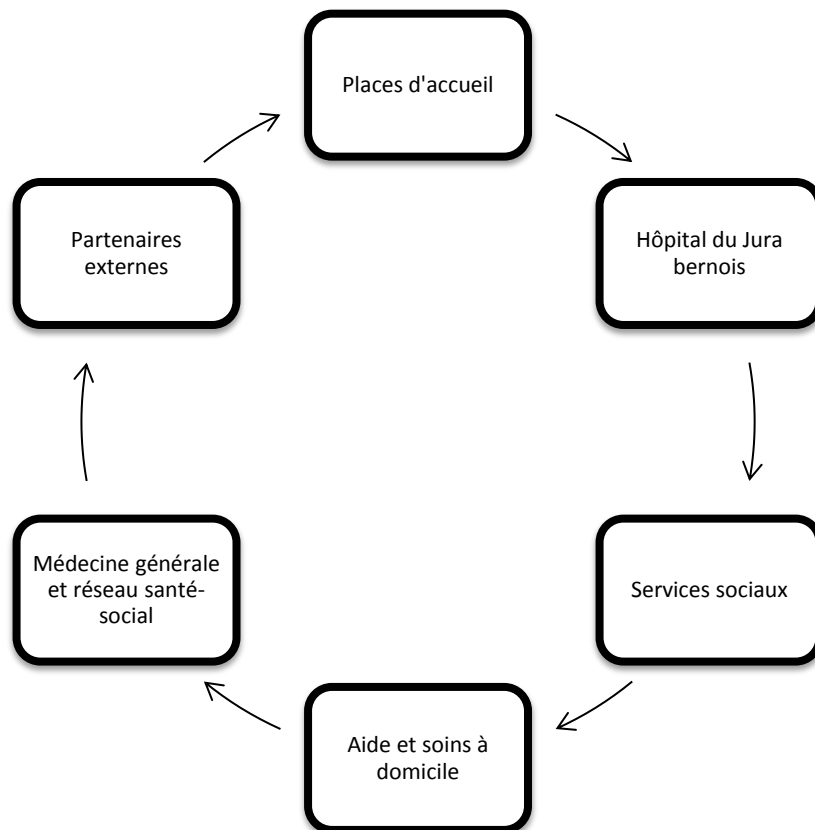 Places d'accueil
Hôpital du Jura
bernois
Services sociaux
Aide et soins à
domicile
Médecine générale
et réseau santé-
social
Partenaires
externes